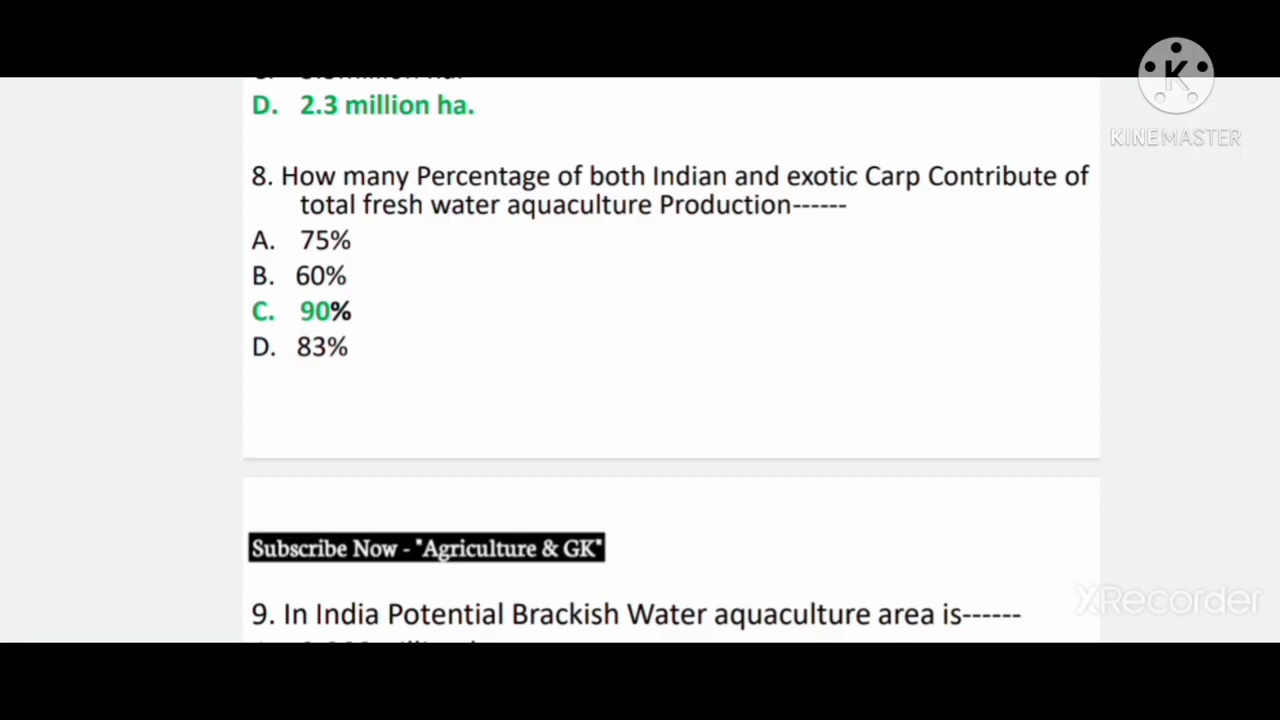 D. 2.3 million ha.
8. How many Percentage of both Indian and exotic Carp Contribute of
total fresh water aquaculture Production------
A. 75%
B. 60%
C. 90%
D. 83%
Subscribe Now - "Agriculture & GK"
9. In India Potential Brackish Water aquaculture area is------
K
KINEMASTER
XRecorder